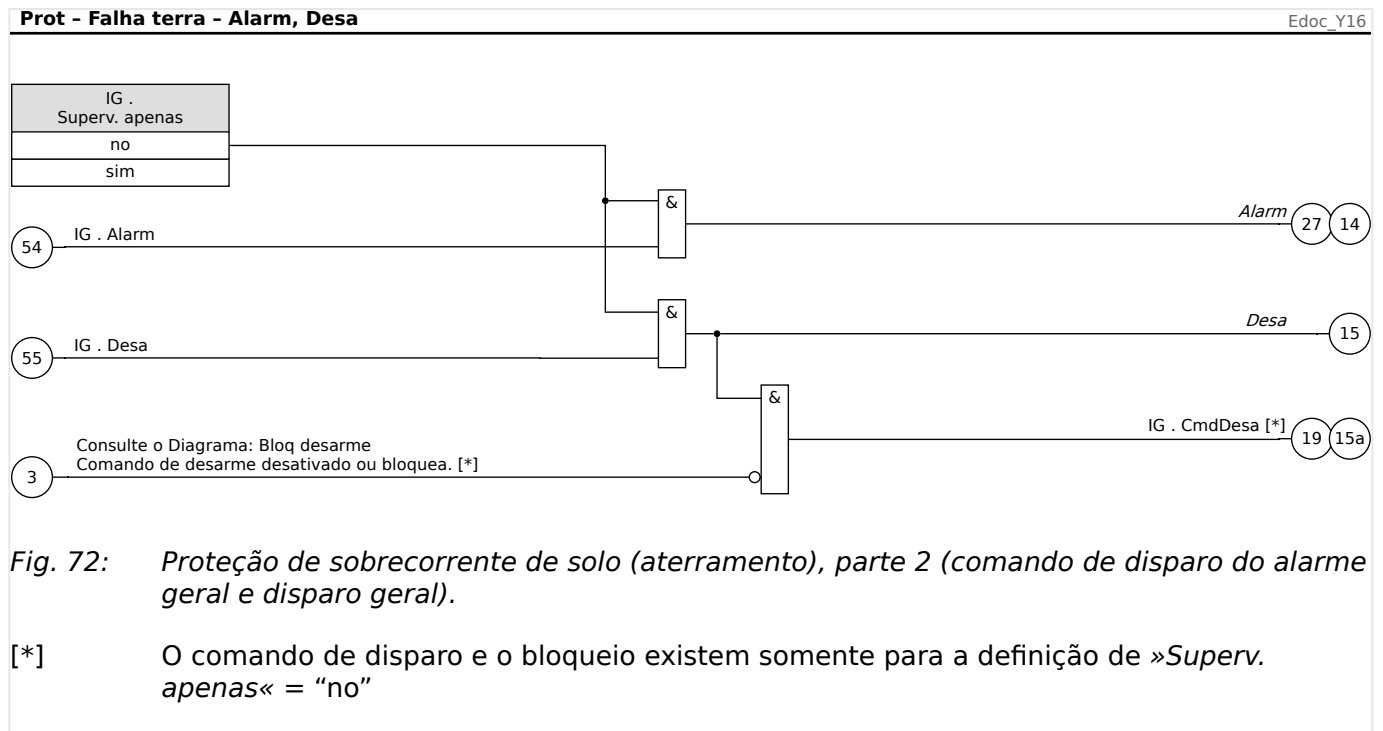 Prot – Falha terra – Alarm, Desa
Edoc_Y16
IG .
Superv. apenas
no
sim
&
Alarm
27
14
54
IG . Alarm
&
Desa
15
55
IG . Desa
&
IG . CmdDesa [*]
19
15a
Consulte o Diagrama: Bloq desarme
Comando de desarme desativado ou bloquea. [*]
3
Fig. 72: Proteção de sobrecorrente de solo (aterramento), parte 2 (comando de disparo do alarme
geral e disparo geral).
[*] O comando de disparo e o bloqueio existem somente para a definição de »Superv.
apenas« = “no”